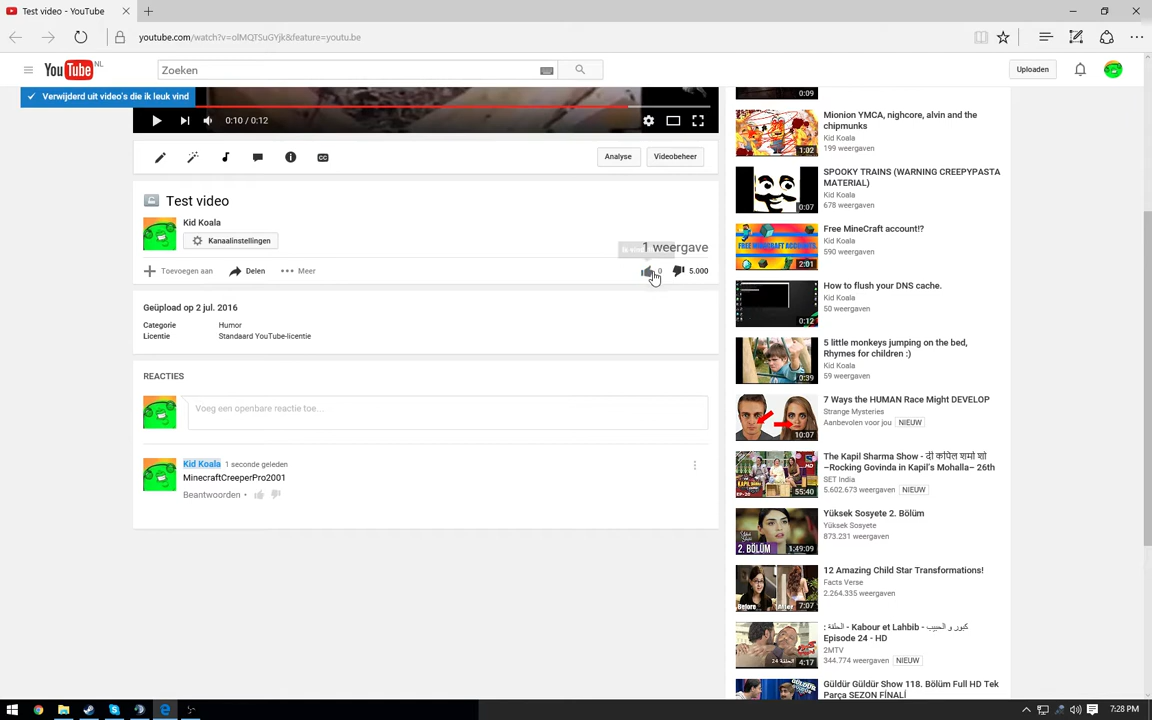 Test video - YouTube
youtube.com/watch?v=olMQTSuGYjk&feature=youtu.be
YouTube NL
Zoeken
Uploaden
Verwijderd uit video's die ik leuk vind
0:10 / 0:12
Analyse
Videobeheer
Test video
Kid Koala
Kanaalinstellingen
1 weergave
Toevoegen aan
Delen
Meer
0
5.000
Geüpload op 2 jul. 2016
Categorie Humor
Licentie Standaard YouTube-licentie
REACTIES
Voeg een openbare reactie toe...
Kid Koala 1 seconde geleden
MinecraftCreeperPro2001
Beantwoorden •
0:09
Mionion YMCA, nighcore, alvin and the
chipmunks
Kid Koala
199 weergaven
1:02
SPOOKY TRAINS (WARNING CREEPYPASTA
MATERIAL)
Kid Koala
678 weergaven
0:07
Free MineCraft account!?
Kid Koala
590 weergaven
FREE MINECRAFT ACCOUNTS
2:01
How to flush your DNS cache.
Kid Koala
50 weergaven
0:12
5 little monkeys jumping on the bed,
Rhymes for children :)
Kid Koala
59 weergaven
0:39
7 Ways the HUMAN Race Might DEVELOP
Strange Mysteries
Aanbevolen voor jou NIEUW
10:07
The Kapil Sharma Show - दी कपिल शर्मा शो
–Rocking Govinda in Kapil's Mohalla– 26th
SET India
5.602.673 weergaven NIEUW
55:40
Yüksek Sosyete 2. Bölüm
Yüksek Sosyete
873.231 weergaven
2. BÖLÜM
1:49:09
12 Amazing Child Star Transformations!
Facts Verse
2.264.335 weergaven
Before After
7:07
كبور و الحبيب - Kabour et Lahbib - الحلقة :
Episode 24 - HD
2MTV
344.774 weergaven NIEUW
الحلقة 24
4:17
Güldür Güldür Show 118. Bölüm Full HD Tek
Parça SEZON FİNALİ
7:28 PM